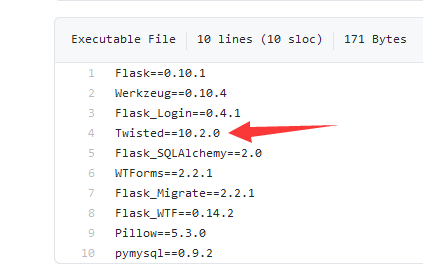 Executable File 10 lines (10 sloc) 171 Bytes
1 Flask==0.10.1
2 Werkzeug==0.10.4
3 Flask_Login==0.4.1
4 Twisted==10.2.0
5 Flask_SQLAlchemy==2.0
6 WTForms==2.2.1
7 Flask_Migrate==2.2.1
8 Flask_WTF==0.14.2
9 Pillow==5.3.0
10 pymysql==0.9.2